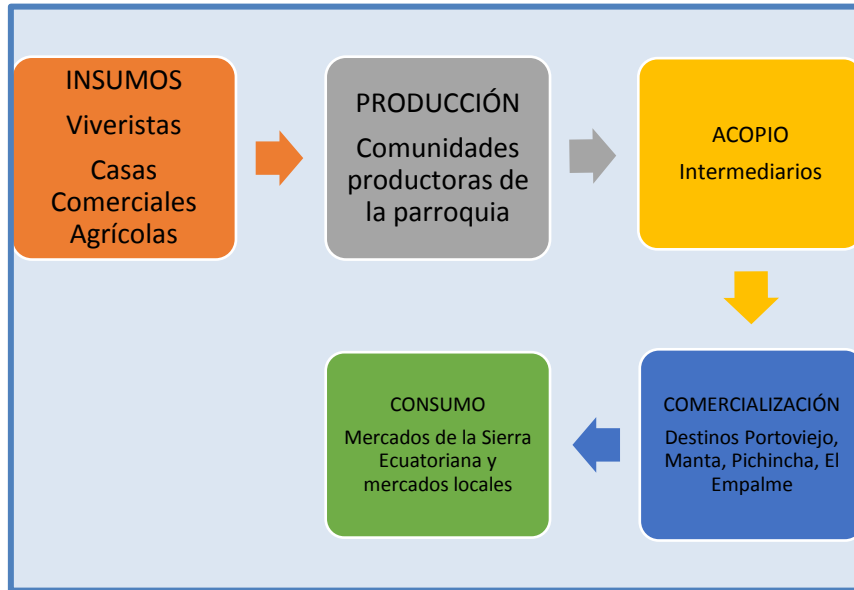 INSUMOS
Viveristas
Casas
Comerciales
Agrícolas
PRODUCCIÓN
Comunidades
productoras de
la parroquia
ACOPIO
Intermediarios
COMERCIALIZACIÓN
Destinos Portoviejo,
Manta, Pichincha, El
Empalme
CONSUMO
Mercados de la Sierra
Ecuatoriana y
mercados locales